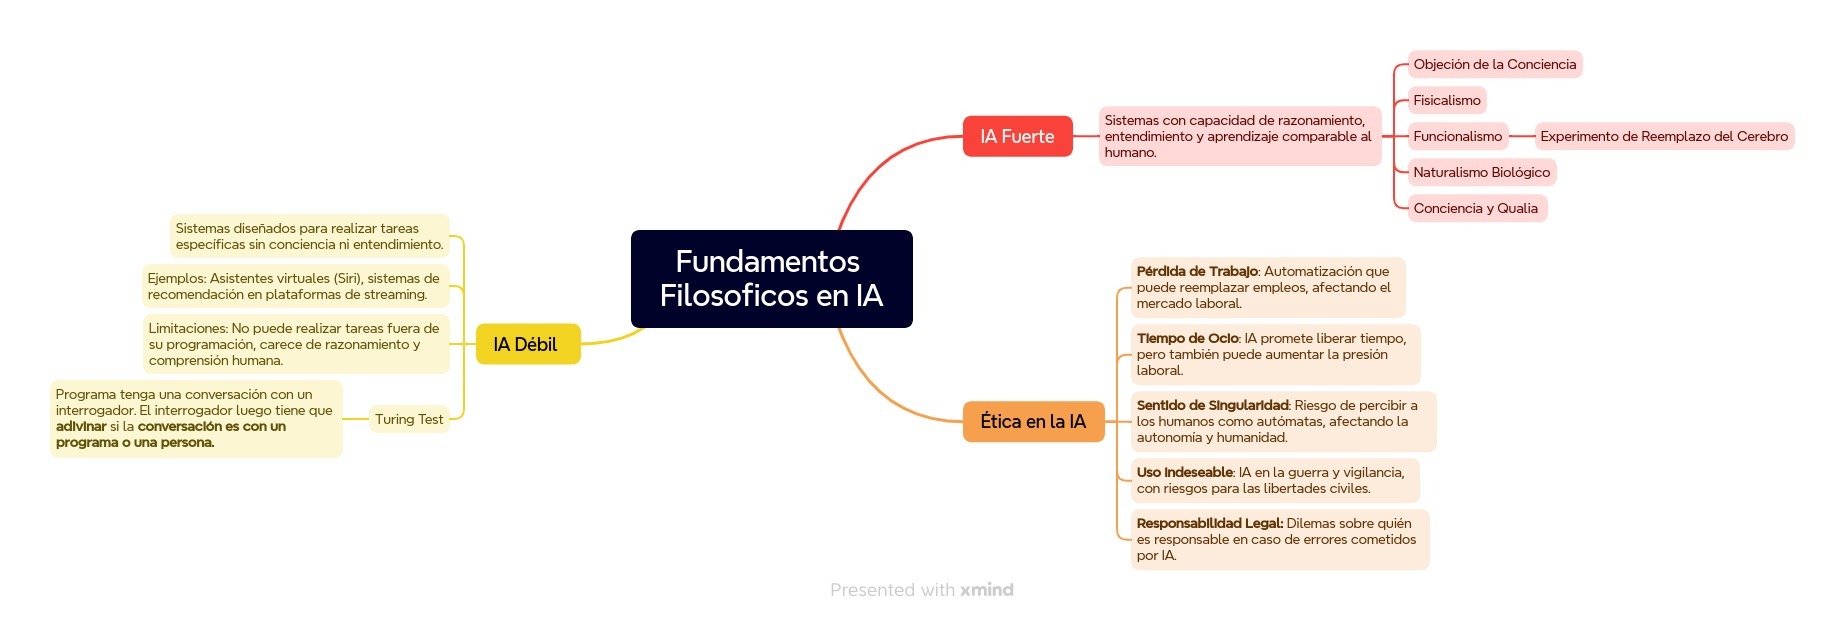 Fundamentos
Filosoficos en IA
IA Fuerte
Sistemas con capacidad de razonamiento,
entendimiento y aprendizaje comparable al
humano.
Objeción de la Conciencia
Fisicalismo
Funcionalismo
Experimento de Reemplazo del Cerebro
Naturalismo Biológico
Conciencia y Qualia
Ética en la IA
Pérdida de Trabajo: Automatización que
puede reemplazar empleos, afectando el
mercado laboral.
Tiempo de Ocio: IA promete liberar tiempo,
pero también puede aumentar la presión
laboral.
Sentido de Singularidad: Riesgo de percibir a
los humanos como autómatas, afectando la
autonomía y humanidad.
Uso Indeseable: IA en la guerra y vigilancia,
con riesgos para las libertades civiles.
Responsabilidad Legal: Dilemas sobre quién
es responsable en caso de errores cometidos
por IA.
IA Débil
Sistemas diseñados para realizar tareas
específicas sin conciencia ni entendimiento.
Ejemplos: Asistentes virtuales (Siri), sistemas de
recomendación en plataformas de streaming.
Limitaciones: No puede realizar tareas fuera de
su programación, carece de razonamiento y
comprensión humana.
Turing Test
Programa tenga una conversación con un
interrogador. El interrogador luego tiene que
adivinar si la conversación es con un
programa o una persona.
Presented with xmind